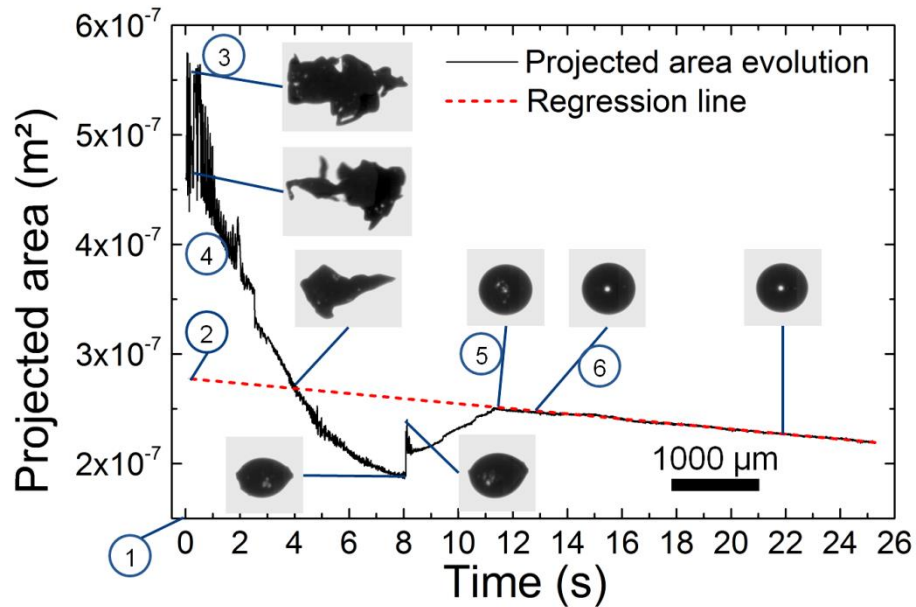 6x10⁻⁷
5x10⁻⁷
4x10⁻⁷
3x10⁻⁷
2x10⁻⁷
Projected area (m²)
Projected area evolution
Regression line
3
4
2
5
6
1
1000 µm
0 2 4 6 8 10 12 14 16 18 20 22 24 26
Time (s)